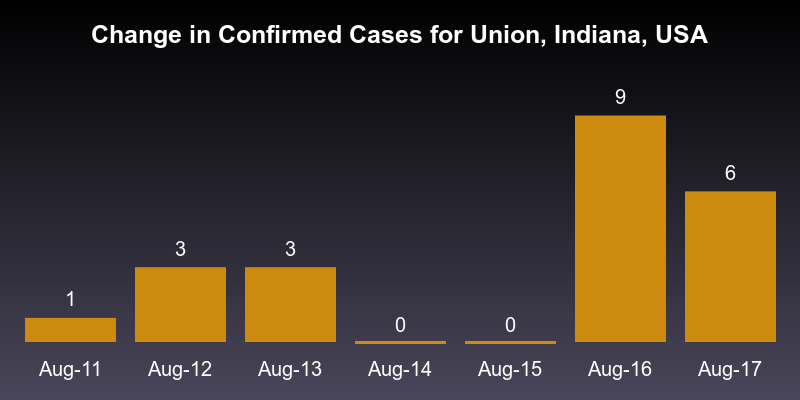 Change in Confirmed Cases for Union, Indiana, USA
9
6
3
3
1
0
0
Aug-11
Aug-12
Aug-13
Aug-14
Aug-15
Aug-16
Aug-17